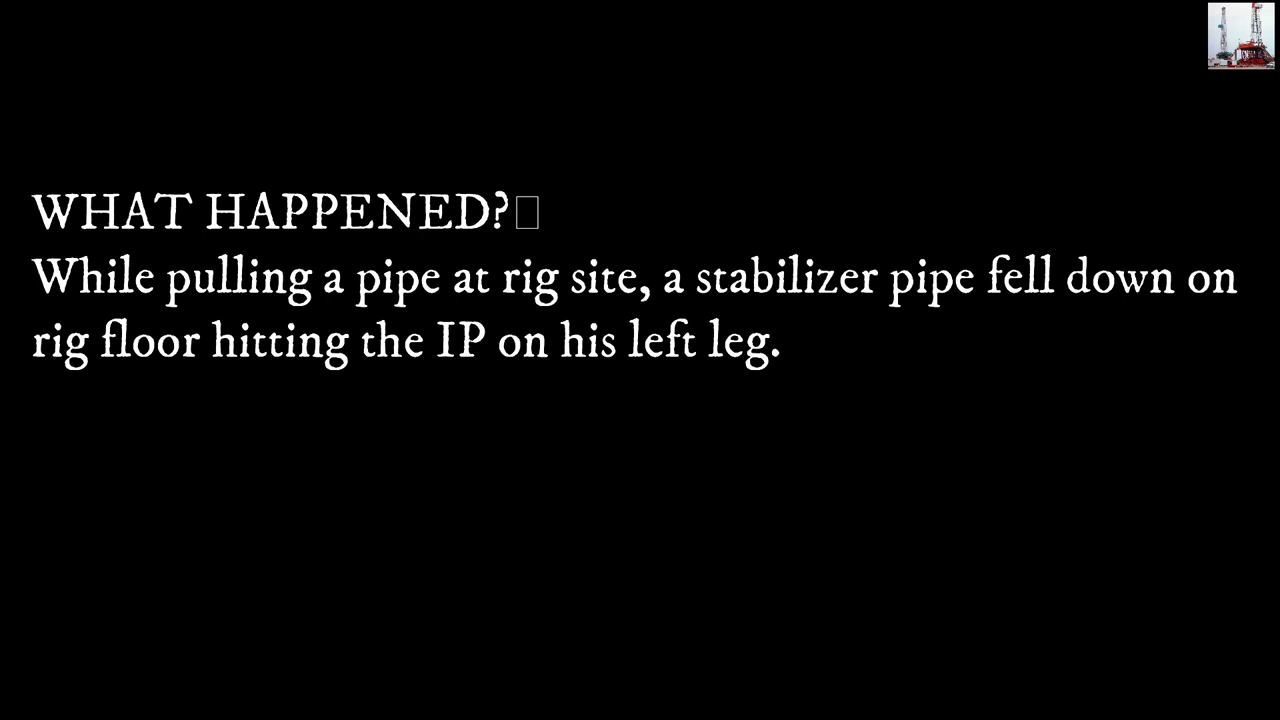 WHAT HAPPENED?
While pulling a pipe at rig site, a stabilizer pipe fell down on
rig floor hitting the IP on his left leg.